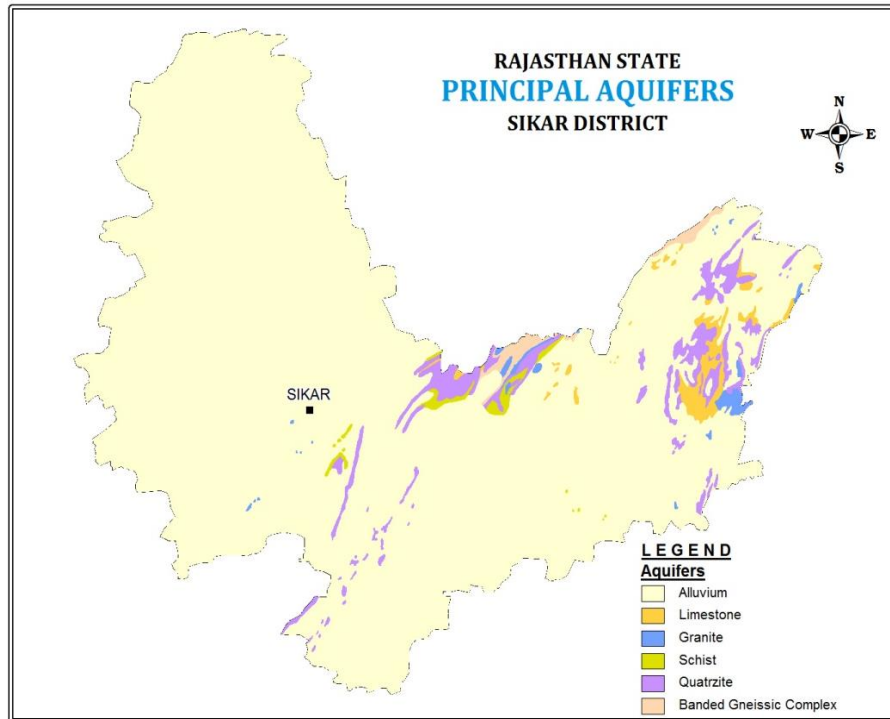 RAJASTHAN STATE
PRINCIPAL AQUIFERS
SIKAR DISTRICT
N
W E
S
SIKAR
LEGEND
Aquifers
Alluvium
Limestone
Granite
Schist
Quatrzite
Banded Gneissic Complex